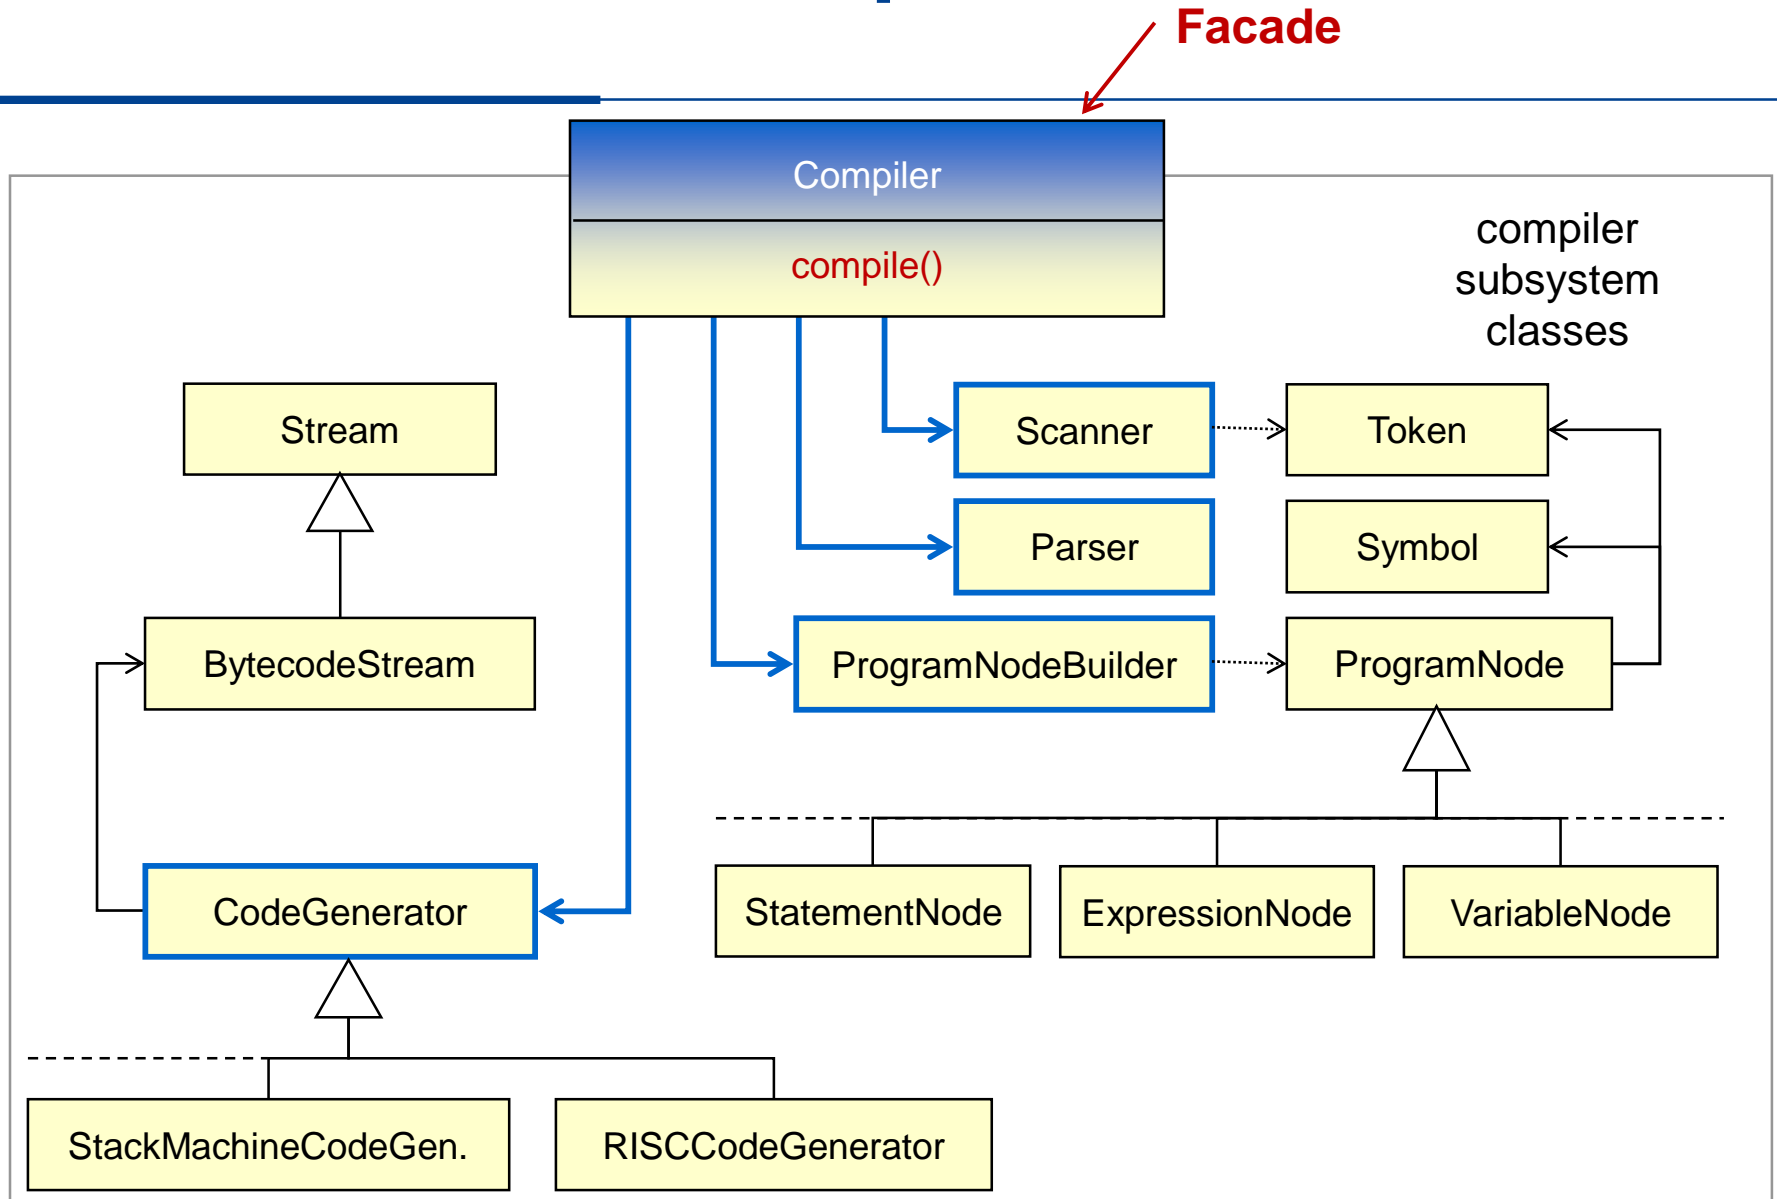 Facade
Compiler
compile()
compiler
subsystem
classes
Stream
Scanner
Token
Parser
Symbol
BytecodeStream
ProgramNodeBuilder
ProgramNode
CodeGenerator
StatementNode
ExpressionNode
VariableNode
StackMachineCodeGen.
RISCCodeGenerator